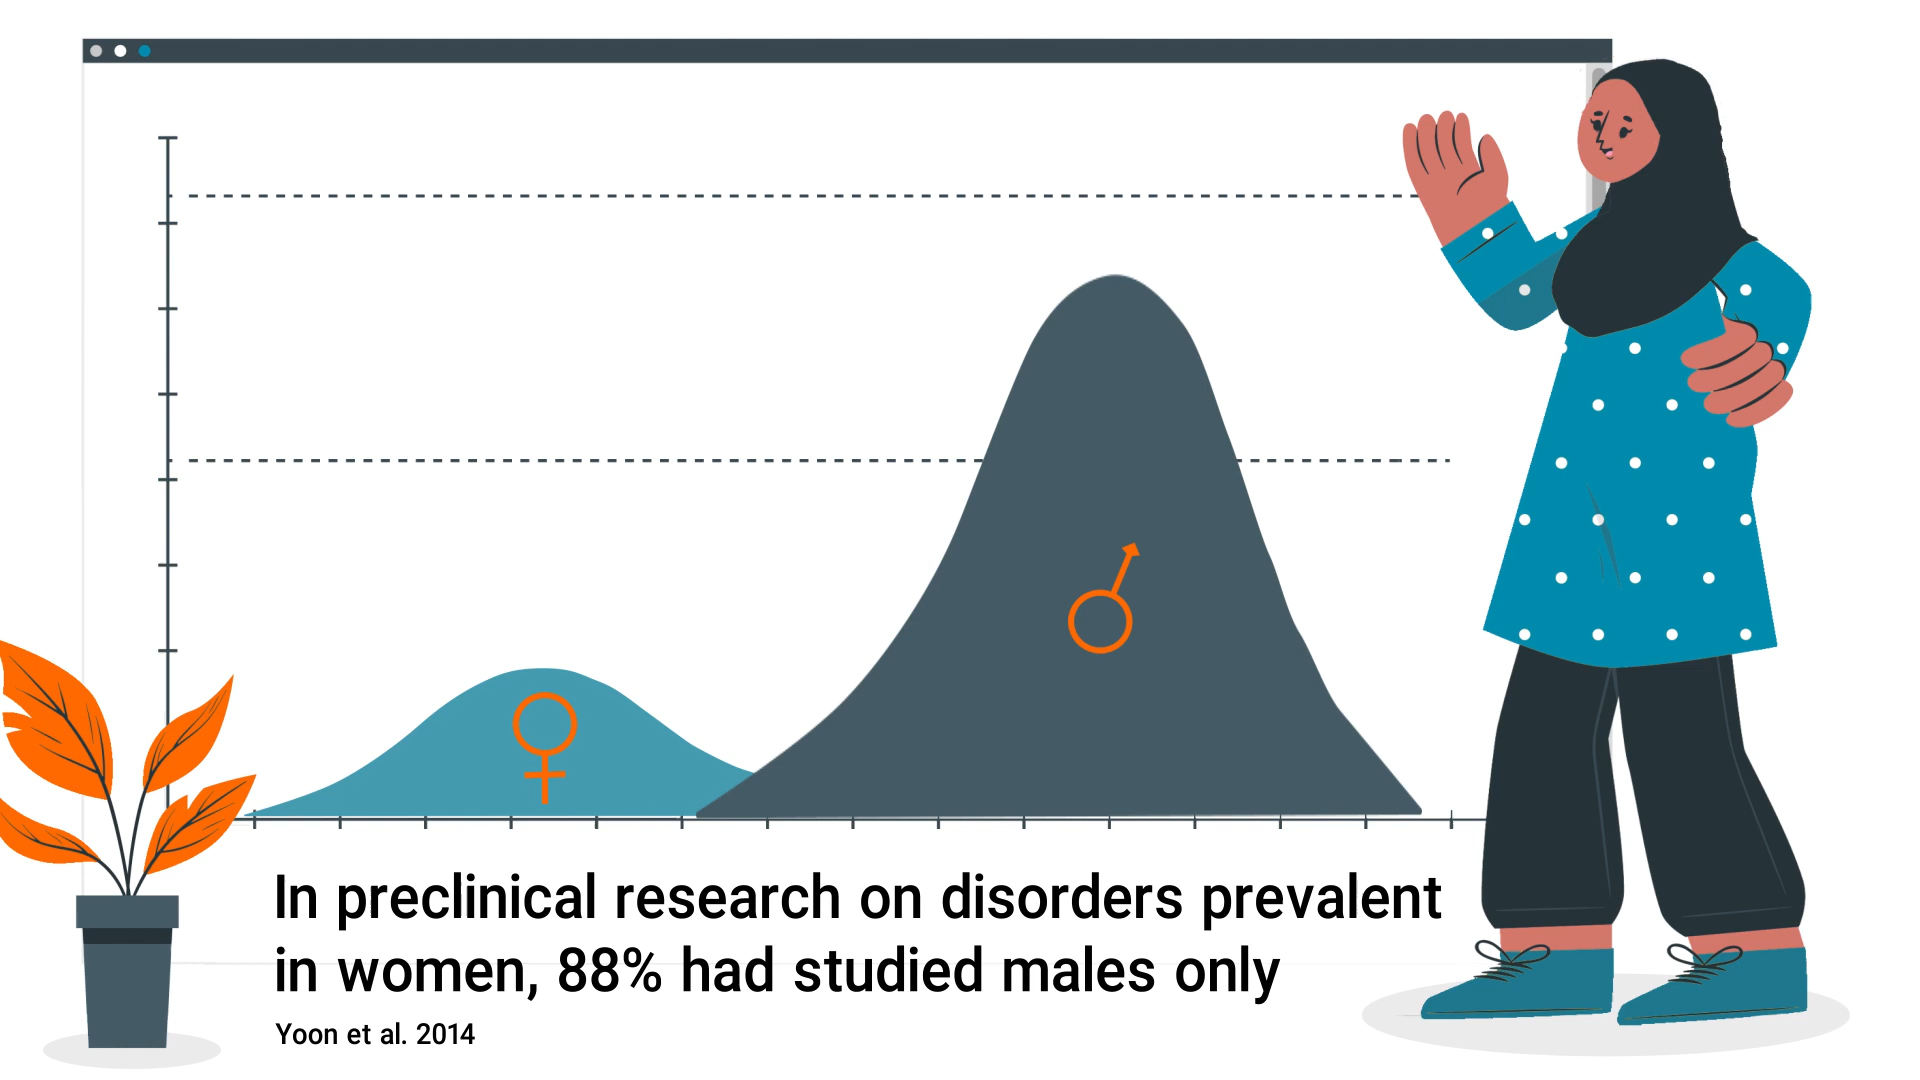 In preclinical research on disorders prevalent
in women, 88% had studied males only
Yoon et al. 2014